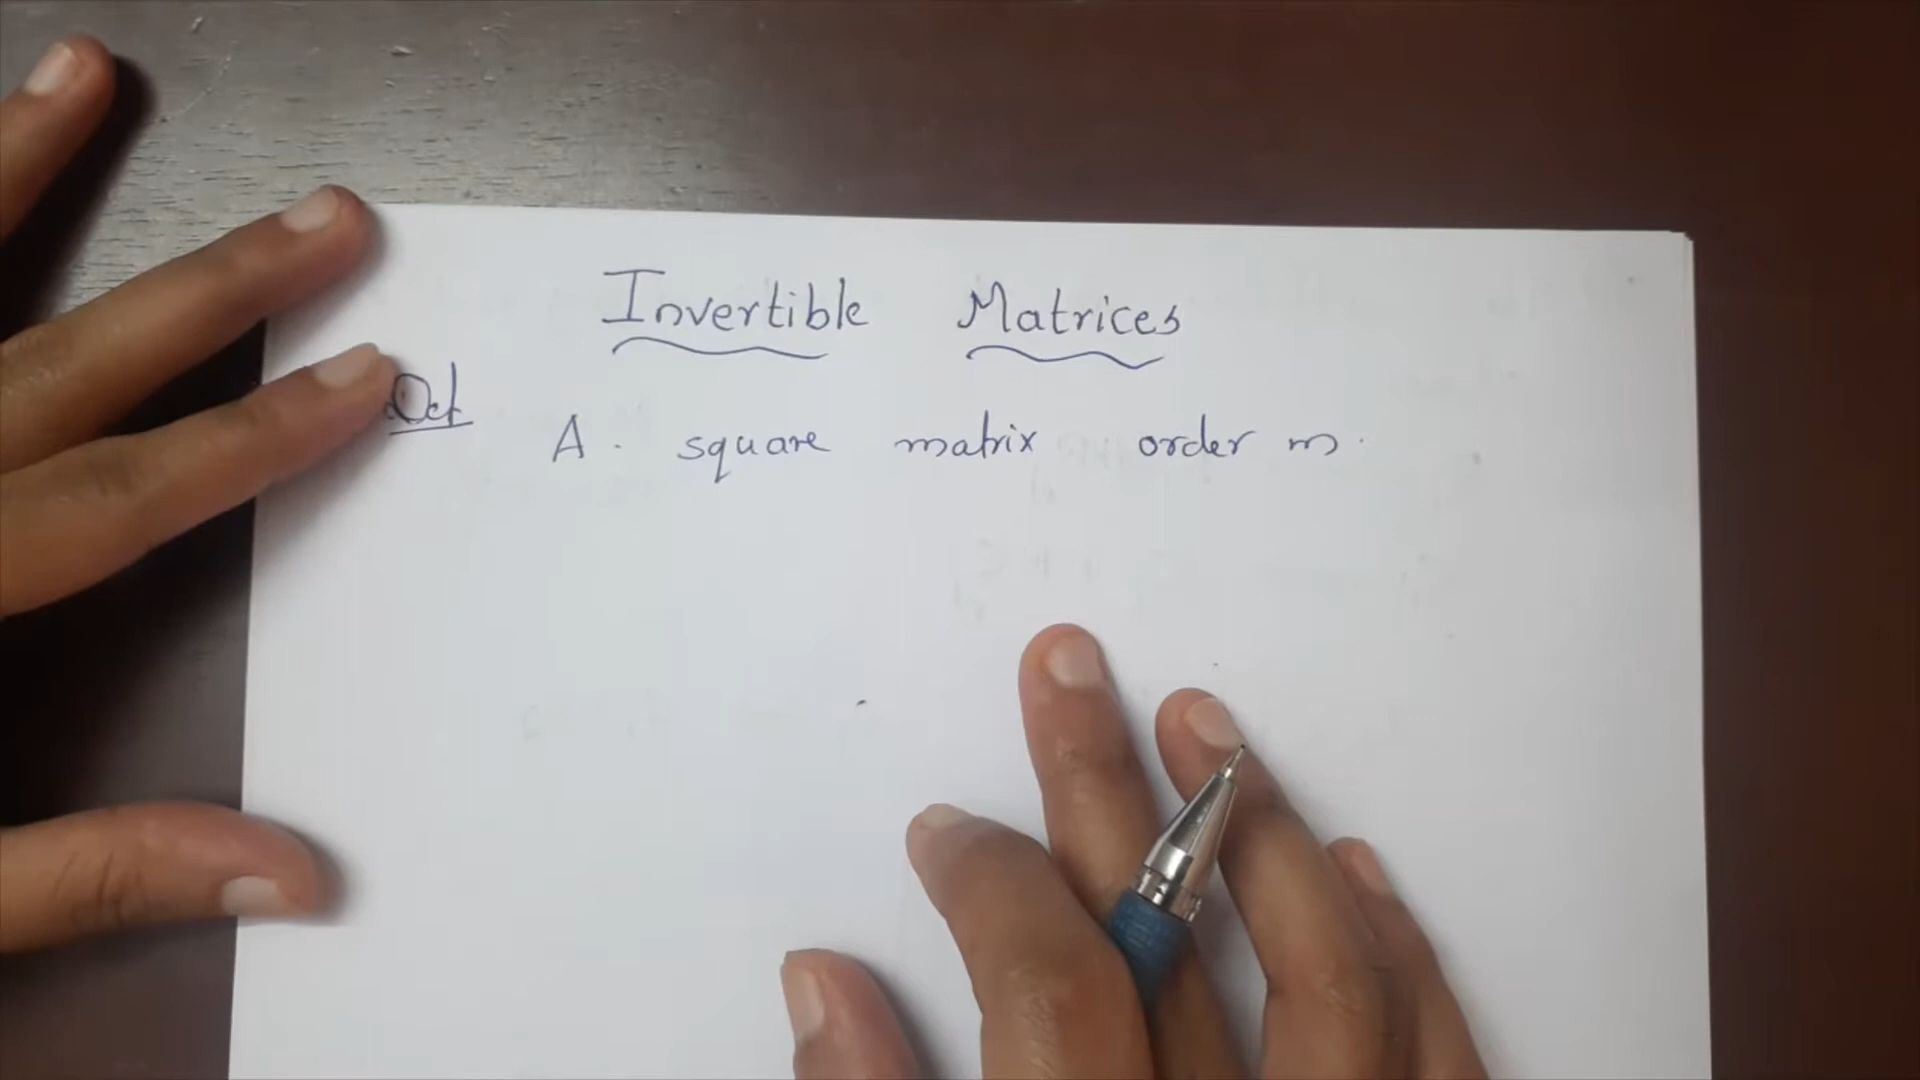 Invertible Matrices
Def
A. square matrix order m.